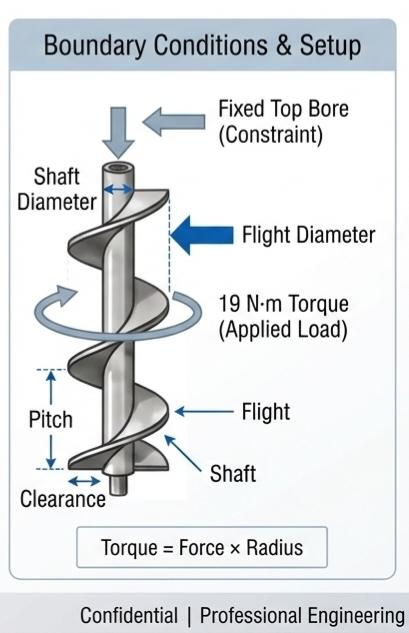 Boundary Conditions & Setup
Fixed Top Bore
(Constraint)
Shaft
Diameter
Flight Diameter
19 N·m Torque
(Applied Load)
Pitch
Flight
Shaft
Clearance
Torque = Force × Radius
Confidential | Professional Engineering